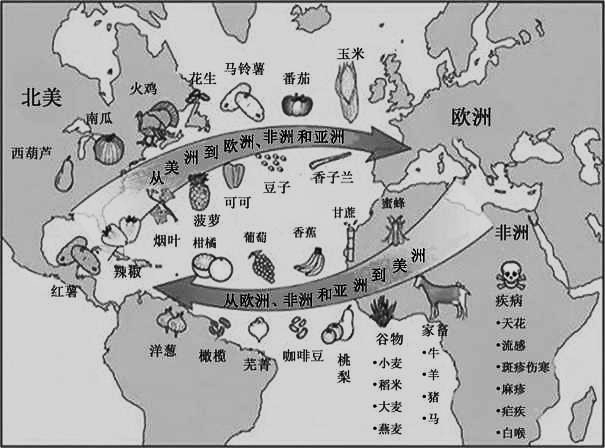 北美
火鸡
花生
马铃薯
番茄
玉米
欧洲
南瓜
西葫芦
从美洲到欧洲、非洲和亚洲
烟叶
菠萝
可可
豆子
香子兰
红薯
辣椒
柑橘
葡萄
香蕉
甘蔗
蜜蜂
非洲
从欧洲、非洲和亚洲到美洲
洋葱
橄榄
芜菁
咖啡豆
桃
梨
谷物
•小麦
•稻米
•大麦
•燕麦
家畜
•牛
•羊
•猪
•马
疾病
•天花
•流感
•斑疹伤寒
•麻疹
•疟疾
•白喉